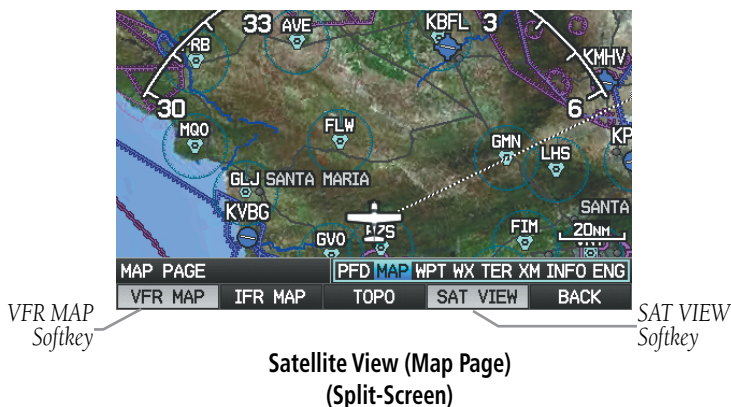 33 AVE KBFL 3
RB
KMHV
30 6
MQO FLW KP
GMN LHS
GLJ SANTA MARIA
KVBG SANTA
FIM 20NM
GVO
MAP PAGE PFD MAP WPT WX TER XM INFO ENG
VFR MAP IFR MAP TOPO SAT VIEW BACK
VFR MAP
Softkey
SAT VIEW
Softkey
Satellite View (Map Page)
(Split-Screen)